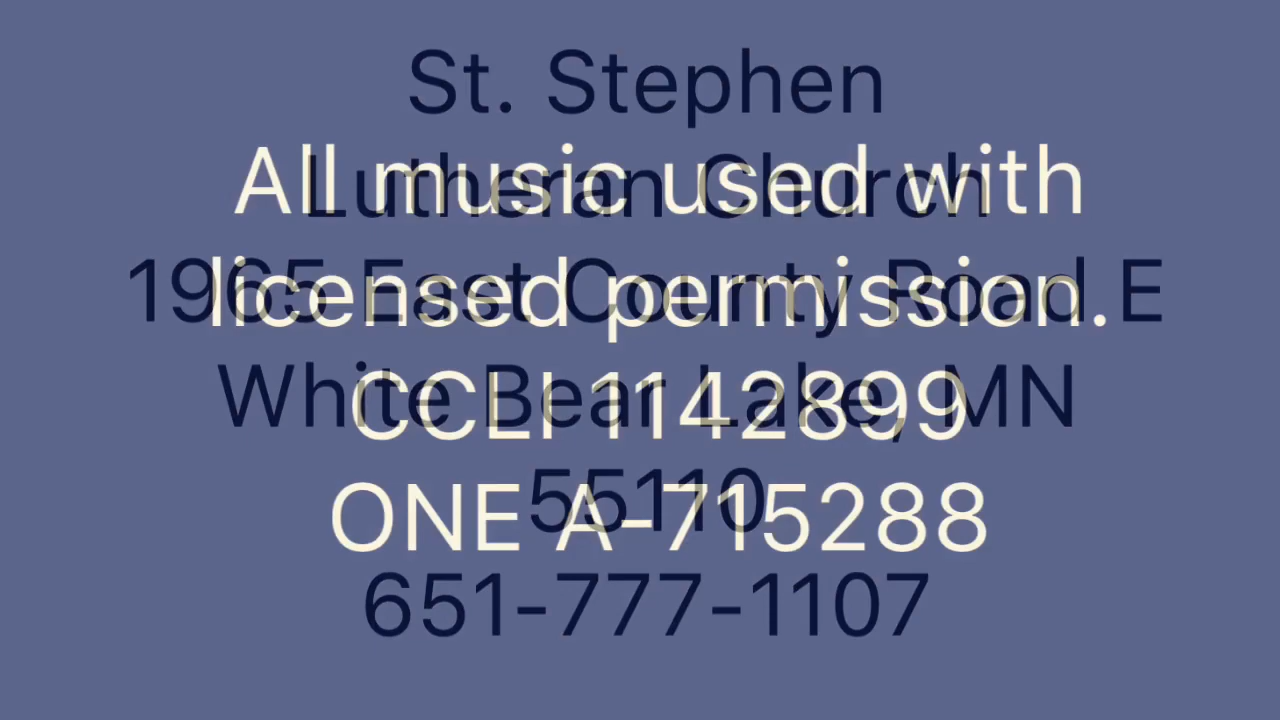 St. Stephen
All music used with
Lutheran Church
licensed permission.
1965 East County Road E
White Bear Lake, MN
CCLI 1142899
55110
ONE A-715288
651-777-1107